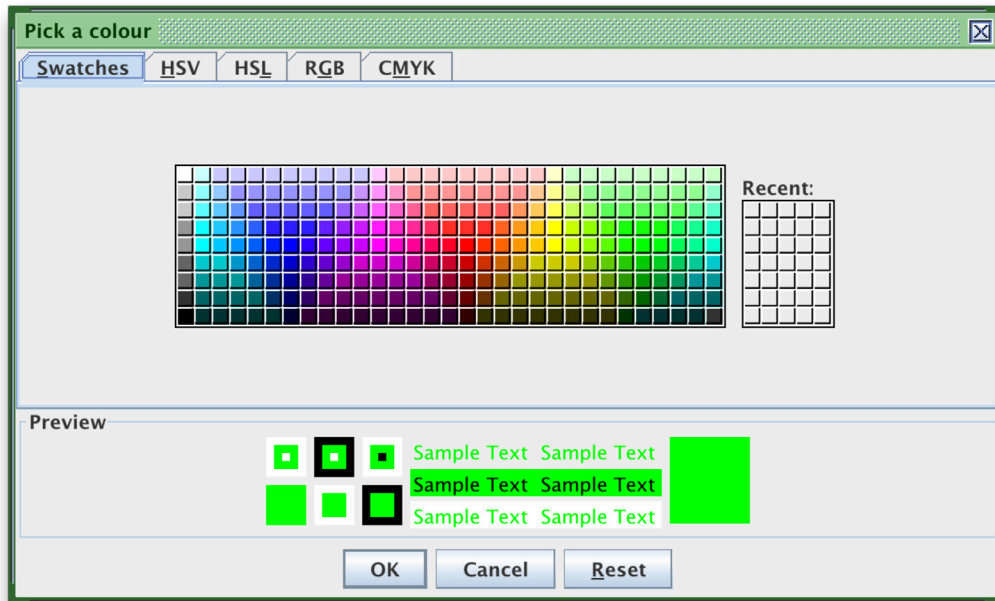 Pick a colour
Swatches HSV HSL RGB CMYK
Recent:
Preview
Sample Text Sample Text
Sample Text Sample Text
Sample Text Sample Text
OK Cancel Reset